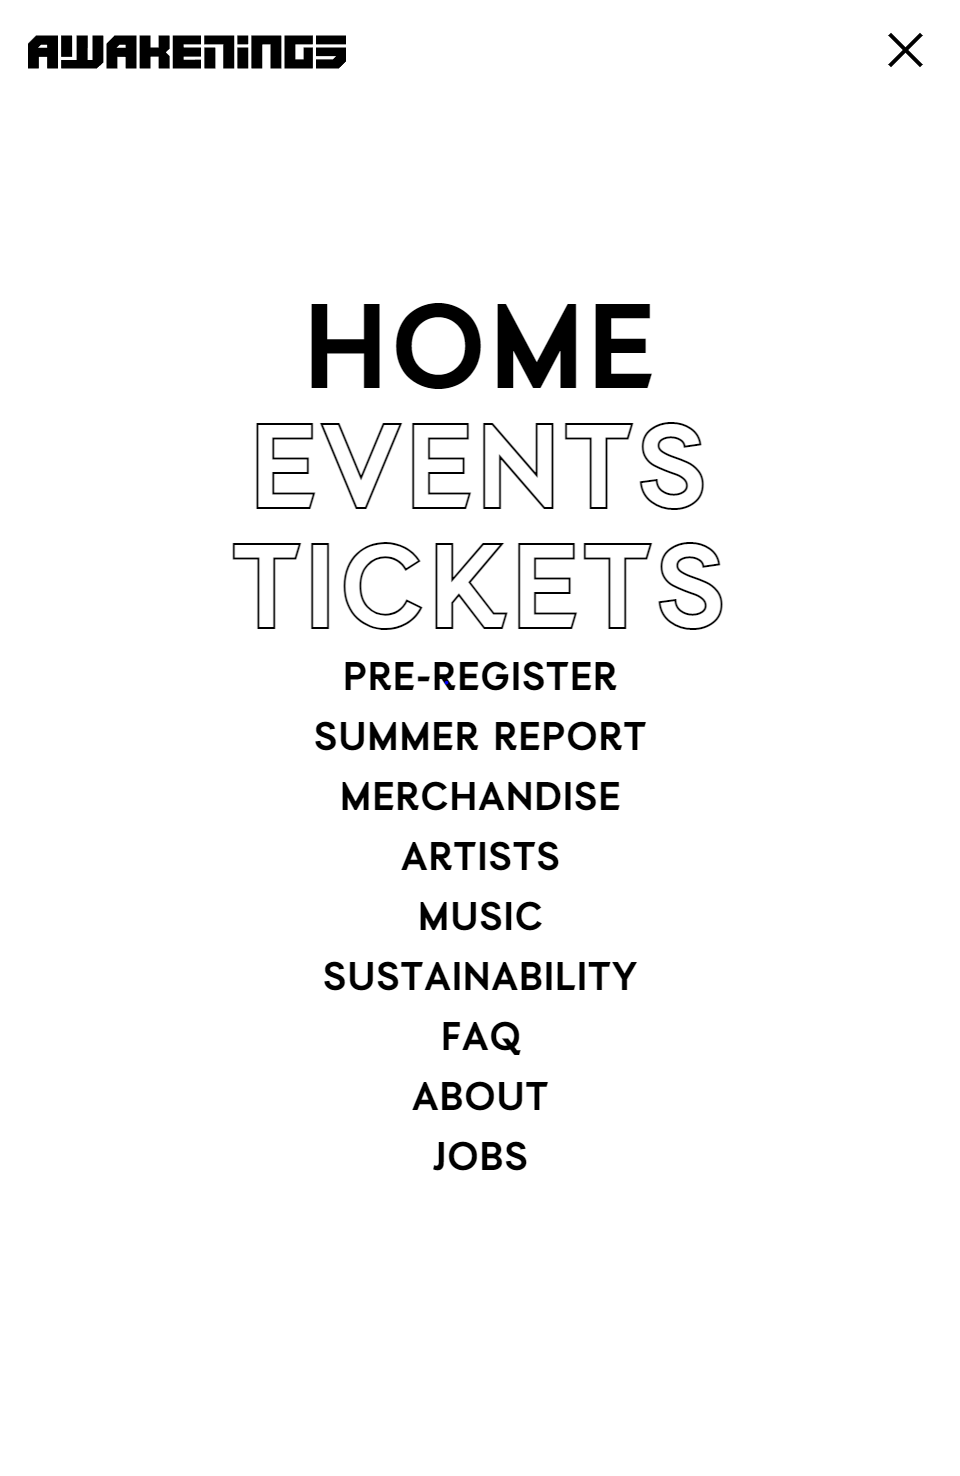 AWAKENINGS
HOME
EVENTS
TICKETS
PRE-REGISTER
SUMMER REPORT
MERCHANDISE
ARTISTS
MUSIC
SUSTAINABILITY
FAQ
ABOUT
JOBS